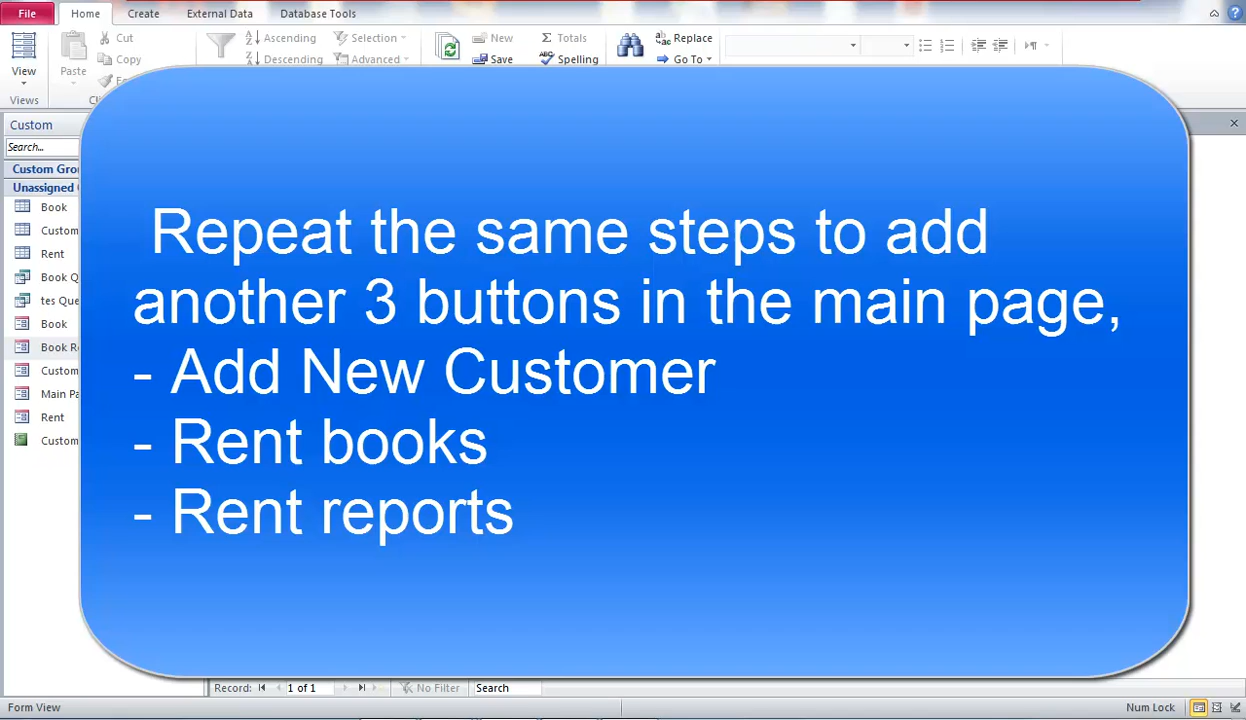 File Home Create External Data Database Tools
View
Views
Paste
Cut
Copy
Ascending
Descending
Selection
Advanced
New
Save
Totals
Spelling
Replace
Go To
Custom
Search...
Custom Gro
Unassigned
Book
Custom
Rent
Book Q
tes Que
Book
Book Re
Custom
Main Pa
Rent
Custom
Repeat the same steps to add
another 3 buttons in the main page,
- Add New Customer
- Rent books
- Rent reports
Record: 1 of 1 No Filter Search
Form View Num Lock